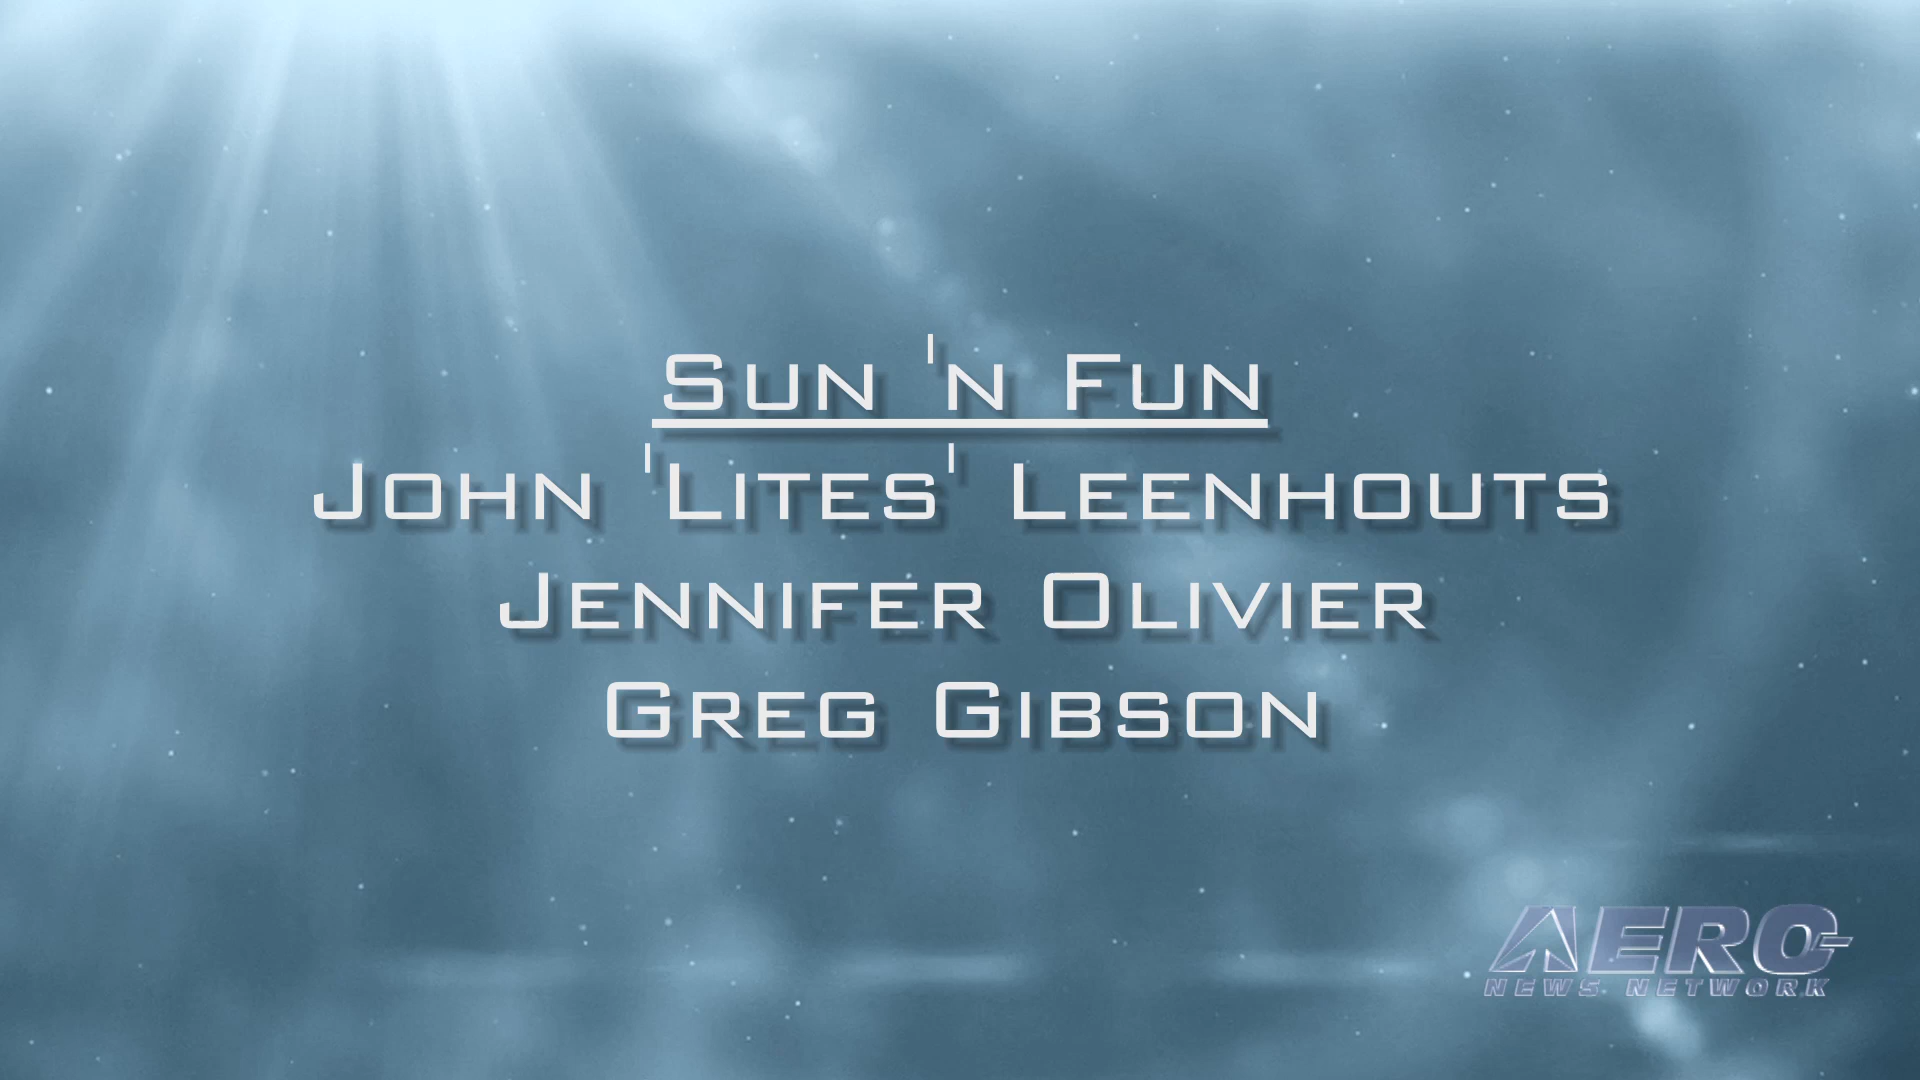 Sun 'n Fun
John 'Lites' Leenhouts
Jennifer Olivier
Greg Gibson
AERO-
NEWS NETWORK